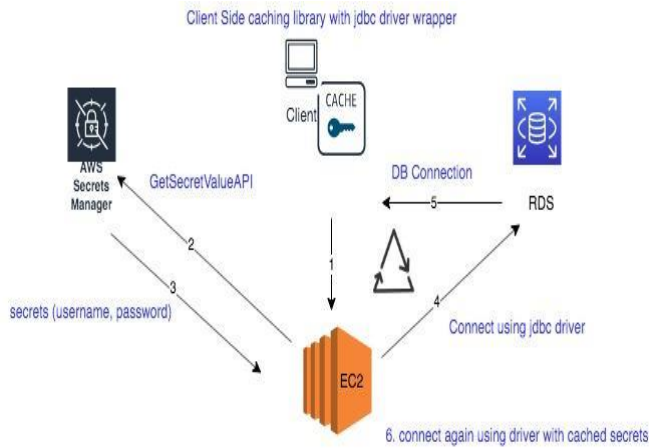 Client Side caching library with jdbc driver wrapper
CACHE
Client
AWS
Secrets
Manager
GetSecretValueAPI
DB Connection
RDS
5
2
1
3
4
secrets (username, password)
Connect using jdbc driver
EC2
6. connect again using driver with cached secrets